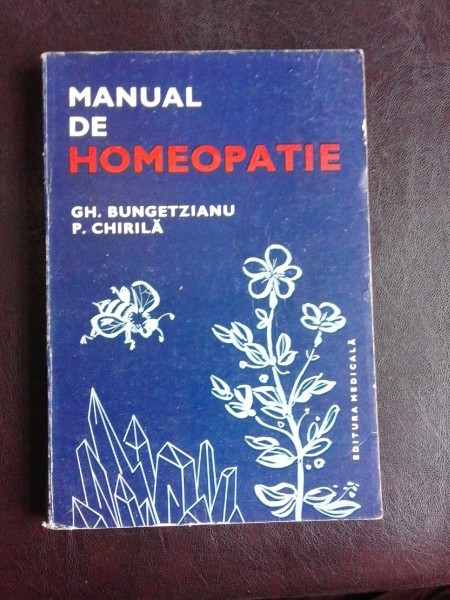 MANUAL
DE
HOMEOPATIE
GH. BUNGETZIANU
P. CHIRILĂ
EDITURA MEDICALĂ